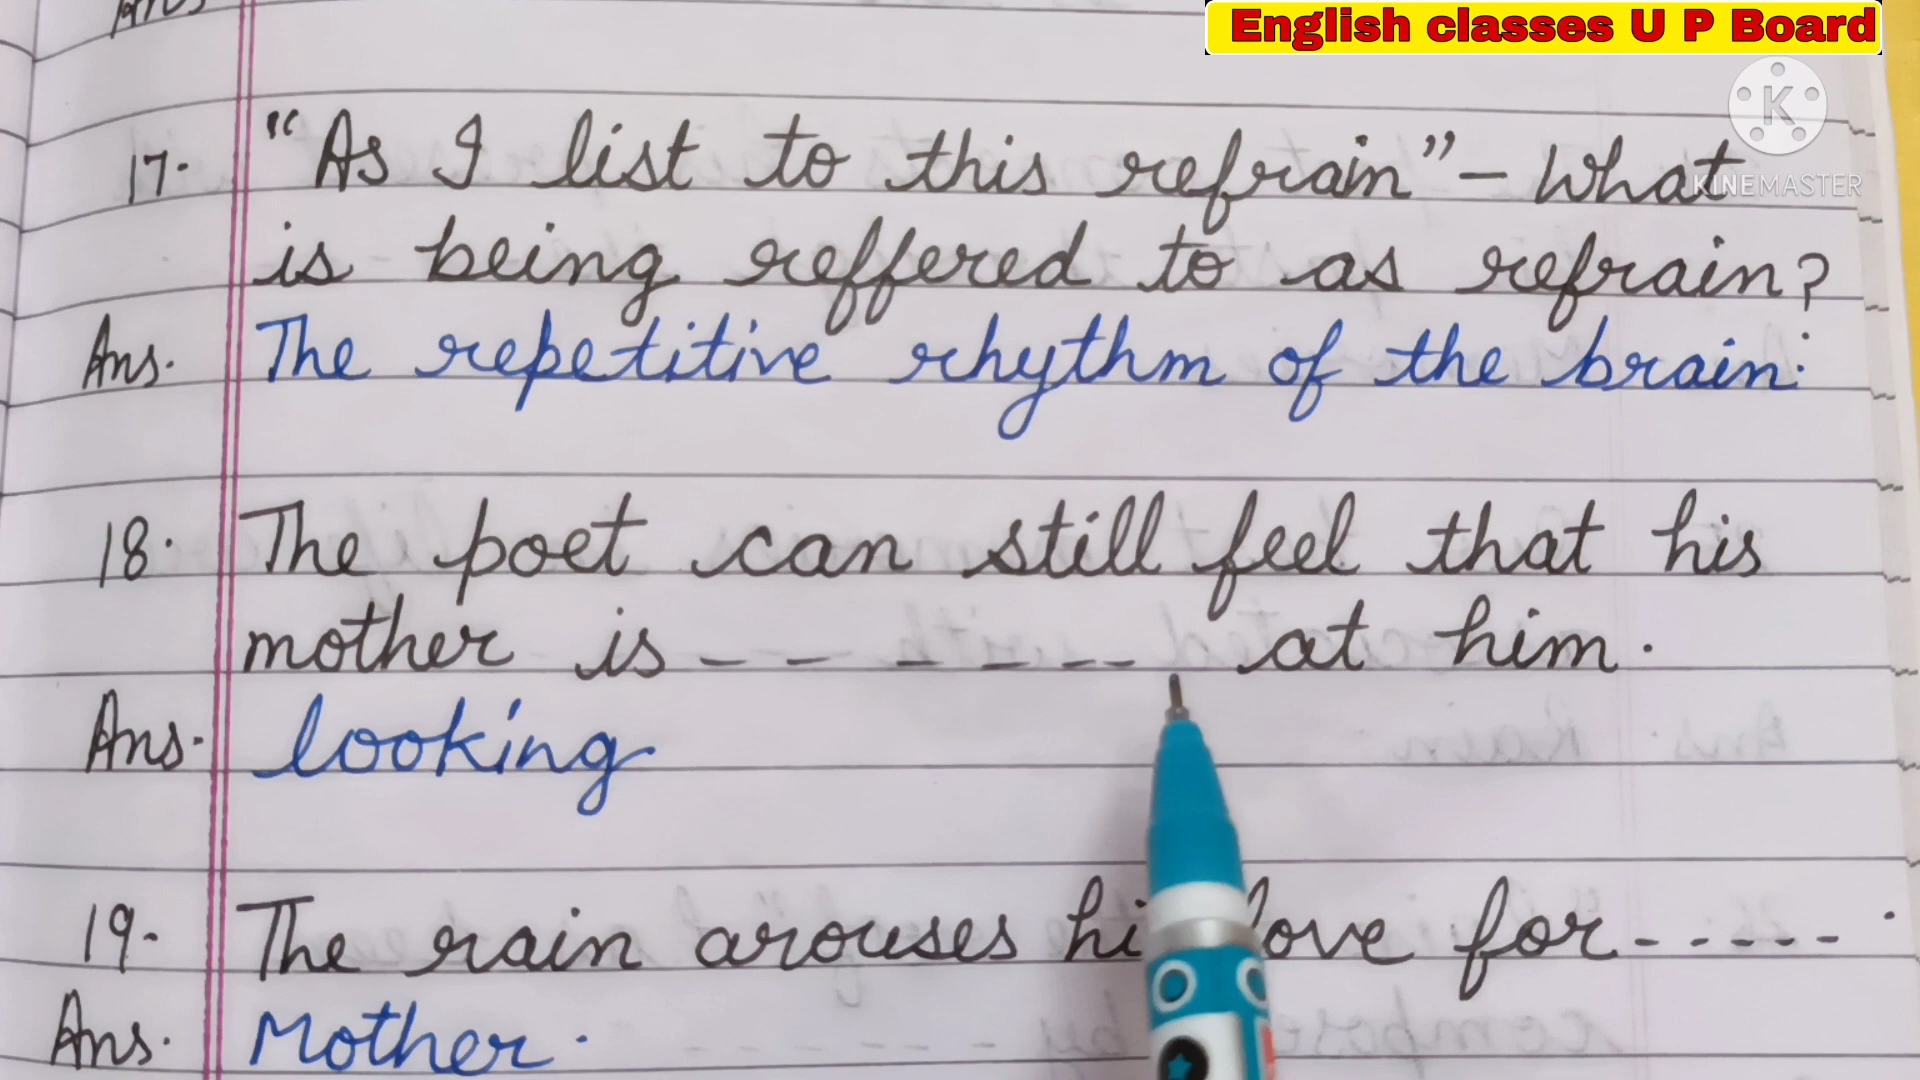 Ans
English classes U P Board
K
KINEMASTER
17. "As I list to this refrain" - What
is being reffered to as refrain?
Ans. The repetitive rhythm of the brain.
18. The poet can still feel that his
mother is _ _ _ _ _ _ at him.
Ans. looking
19. The rain arouses hi love for - - - - - .
Ans. Mother.